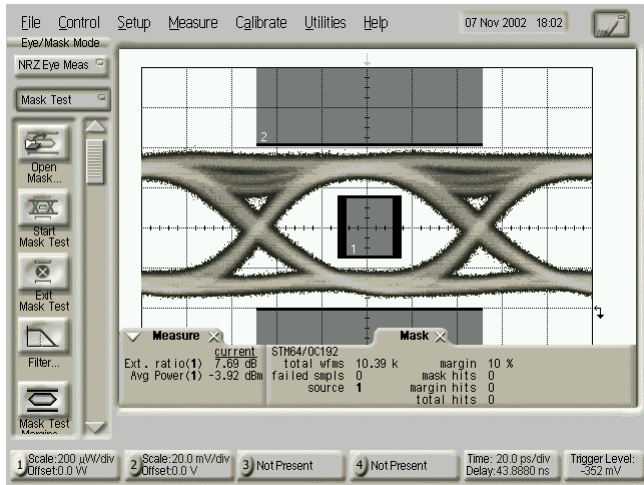 File Control Setup Measure Calibrate Utilities Help 07 Nov 2002 18:02
Eye/Mask Mode
NRZ Eye Meas
Mask Test
Open
Mask...
Start
Mask Test
Exit
Mask Test
Filter...
Mask Test
2
1
Measure
current
Ext. ratio(1) 7.69 dB
Avg Power(1) -3.92 dBm
Mask
STM64/OC192
total wfms 10.39 k margin 10 %
failed smpls 0 mask hits 0
source 1 margin hits 0
total hits 0
1 Scale:200 µW/div
Offset:0.0 W
2 Scale:20.0 mV/div
Offset:0.0 V
3 Not Present
4 Not Present
Time: 20.0 ps/div
Delay:43.8880 ns
Trigger Level:
-352 mV